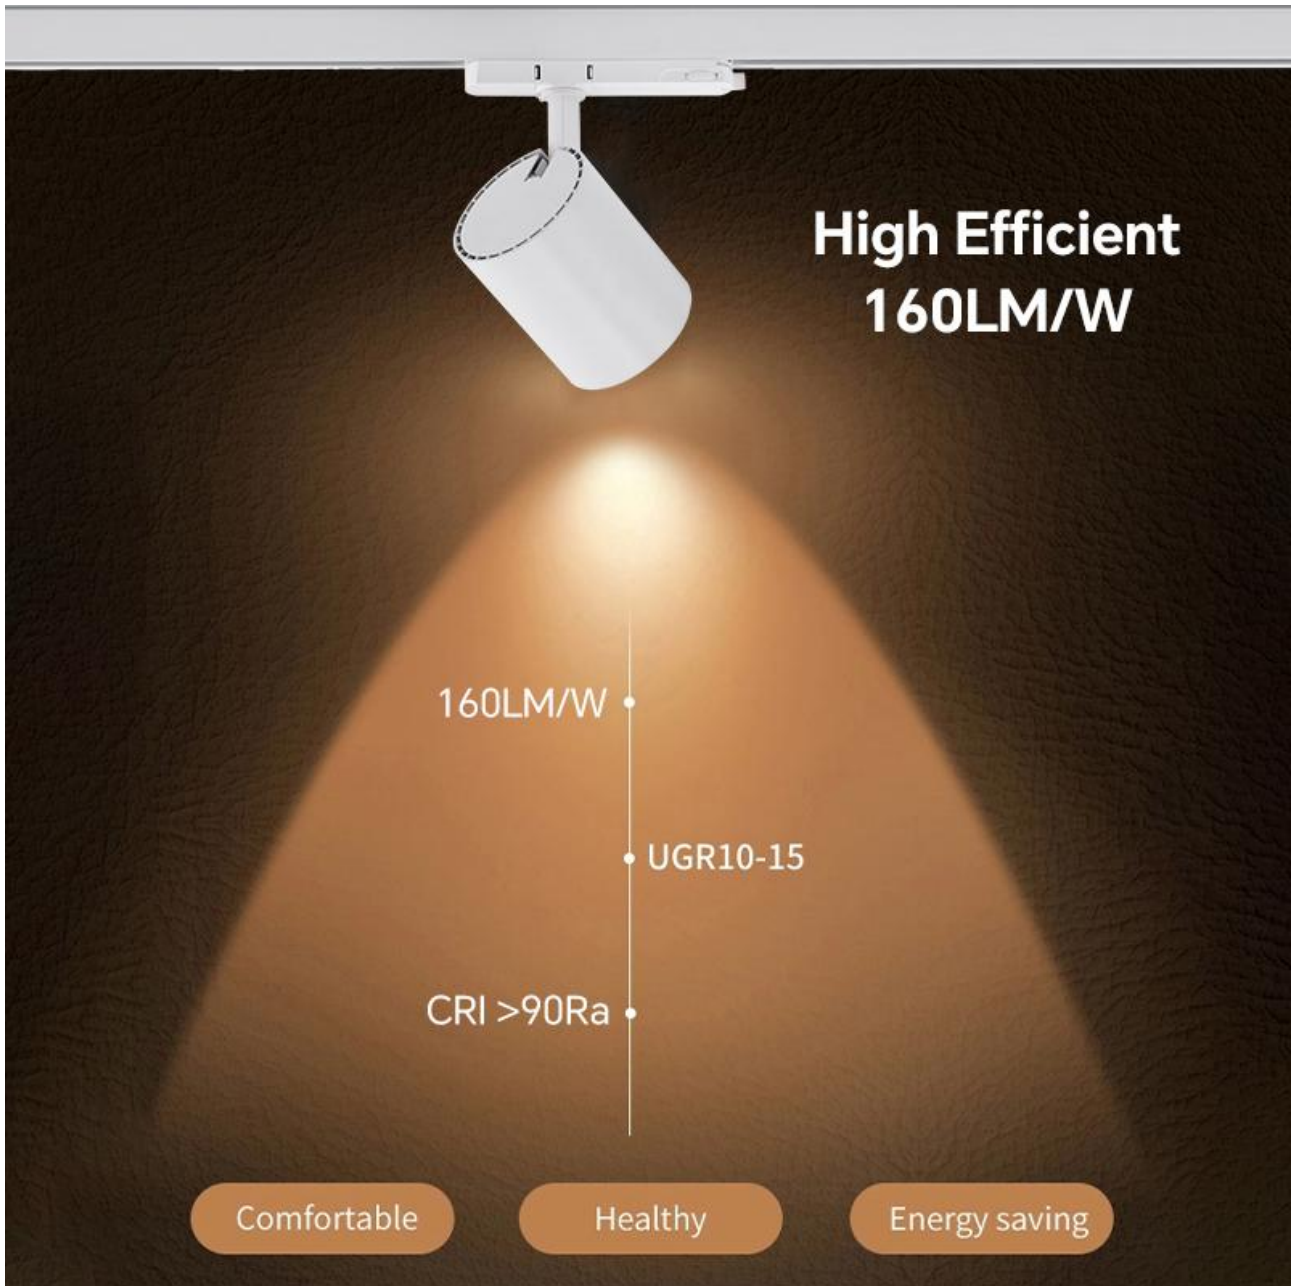 High Efficient
160LM/W
160LM/W
UGR10-15
CRI >90Ra
Comfortable
Healthy
Energy saving